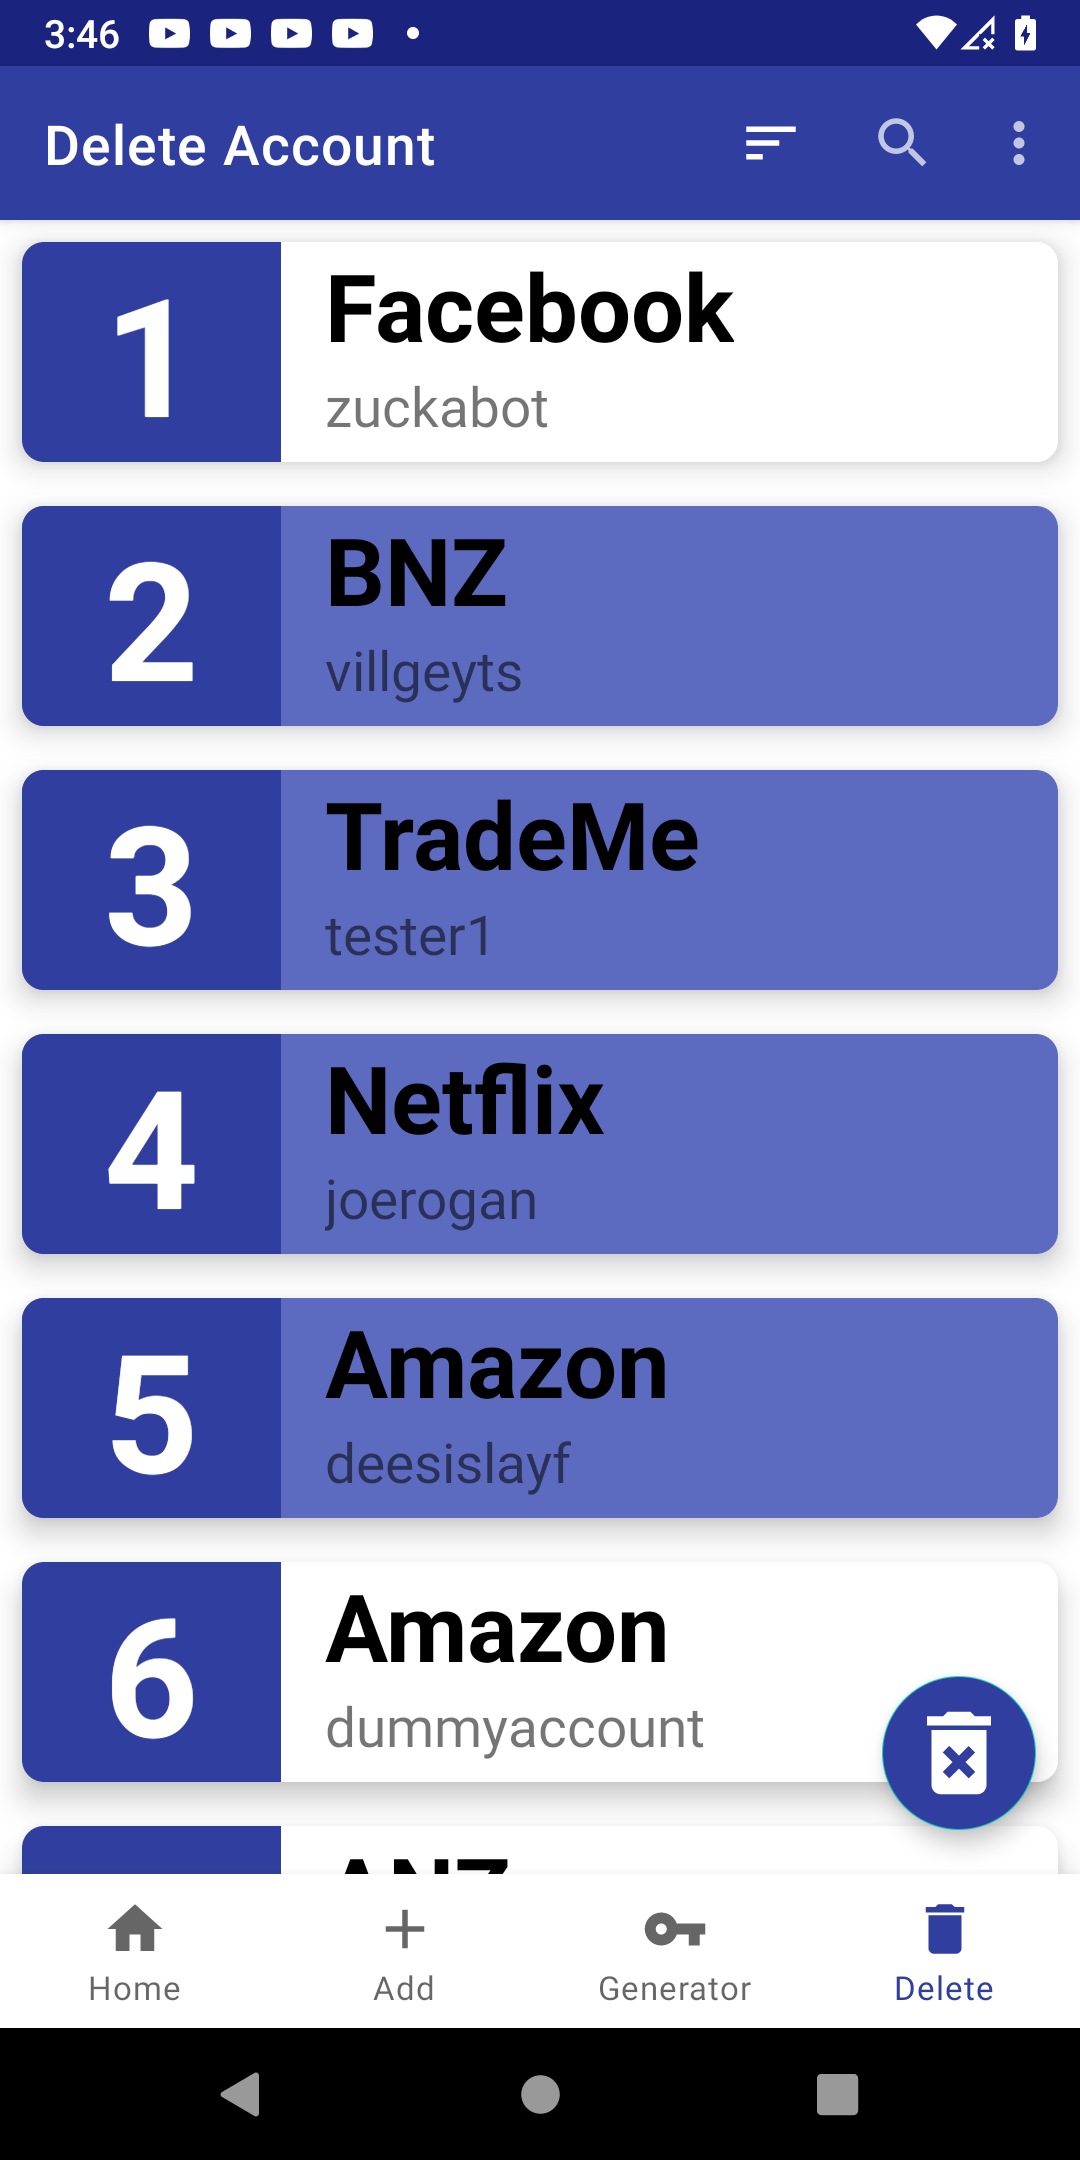 3:46
Delete Account
1
Facebook
zuckabot
2
BNZ
villgeyts
3
TradeMe
tester1
4
Netflix
joerogan
5
Amazon
deesislayf
6
Amazon
dummyaccount
ANZ
Home
Add
Generator
Delete